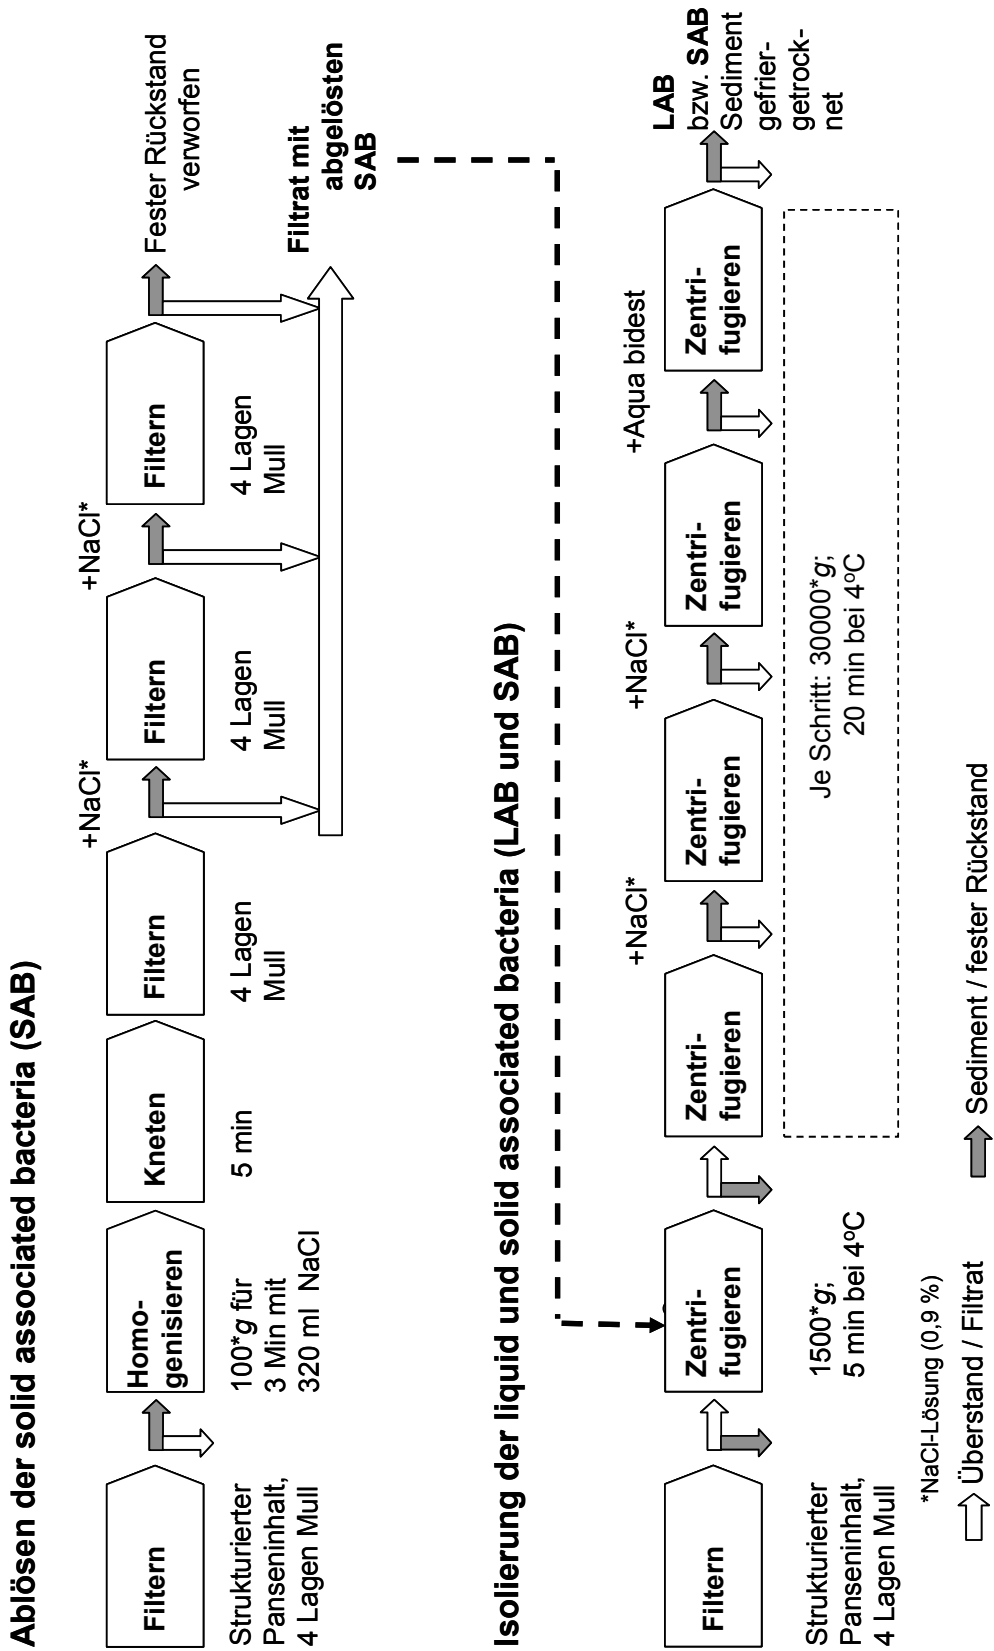 Ablösen der solid associated bacteria (SAB)
Filtern
Strukturierter
Panseninhalt,
4 Lagen Mull
Homo-
genisieren
100*g für
3 Min mit
320 ml NaCl
Kneten
5 min
Filtern
4 Lagen
Mull
+NaCl*
Filtern
4 Lagen
Mull
+NaCl*
Filtern
4 Lagen
Mull
Fester Rückstand
verworfen
Filtrat mit
abgelösten
SAB
Isolierung der liquid und solid associated bacteria (LAB und SAB)
Filtern
Strukturierter
Panseninhalt,
4 Lagen Mull
Zentri-
fugieren
1500*g;
5 min bei 4ºC
Zentri-
fugieren
+NaCl*
Zentri-
fugieren
+NaCl*
Zentri-
fugieren
+Aqua bidest
Zentri-
fugieren
LAB
bzw. SAB
Sediment
gefrier-
getrock-
net
Je Schritt: 30000*g;
20 min bei 4ºC
*NaCl-Lösung (0,9 %)
Überstand / Filtrat
Sediment / fester Rückstand